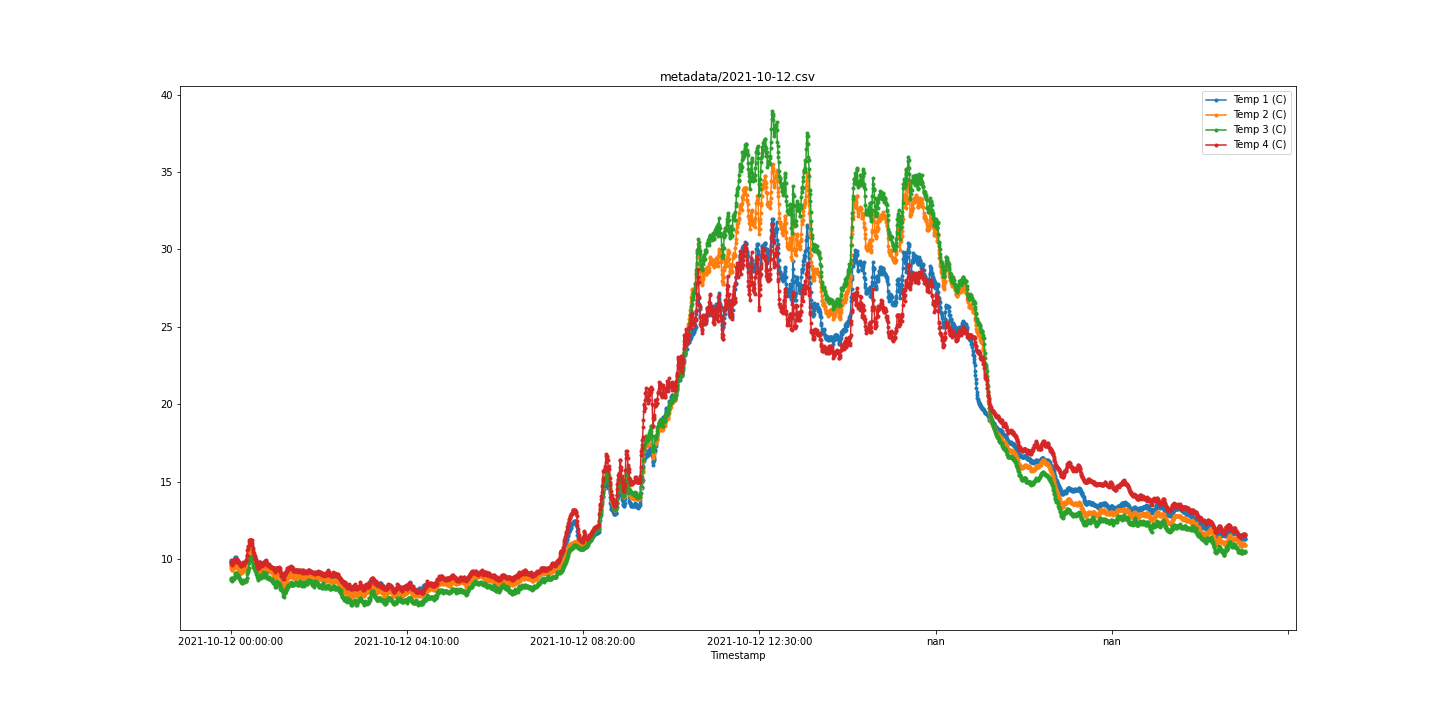 metadata/2021-10-12.csv
Temp 1 (C)
Temp 2 (C)
Temp 3 (C)
Temp 4 (C)
40
35
30
25
20
15
10
2021-10-12 00:00:00 2021-10-12 04:10:00 2021-10-12 08:20:00 2021-10-12 12:30:00 nan nan
Timestamp